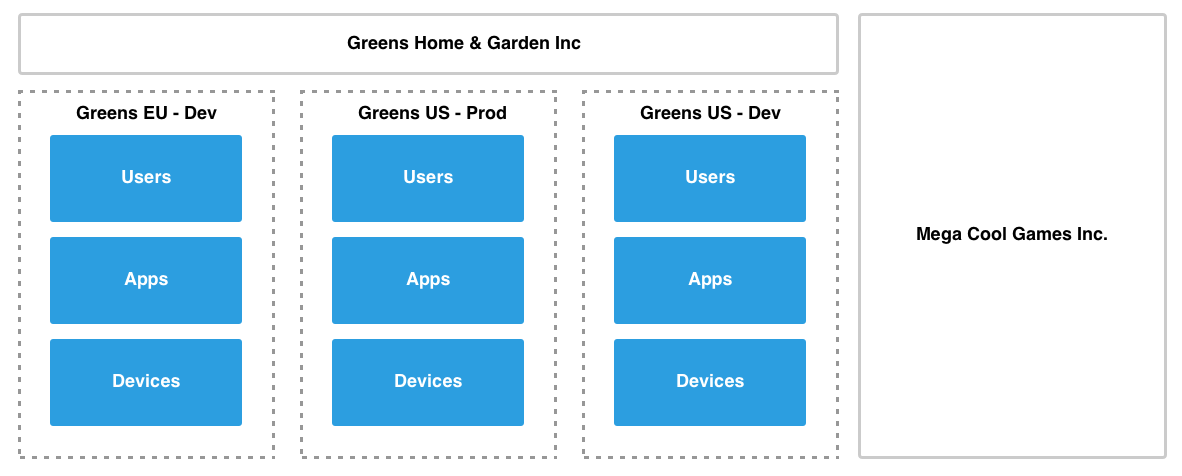 Greens Home & Garden Inc
Greens EU - Dev
Users
Apps
Devices
Greens US - Prod
Users
Apps
Devices
Greens US - Dev
Users
Apps
Devices
Mega Cool Games Inc.